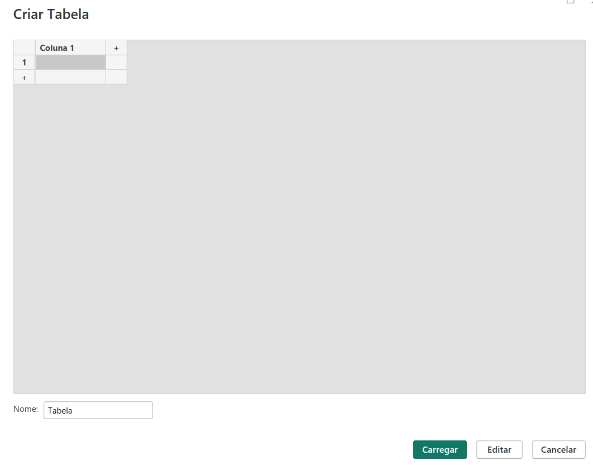 Criar Tabela
Coluna 1 +
1
+
Nome: Tabela
Carregar Editar Cancelar